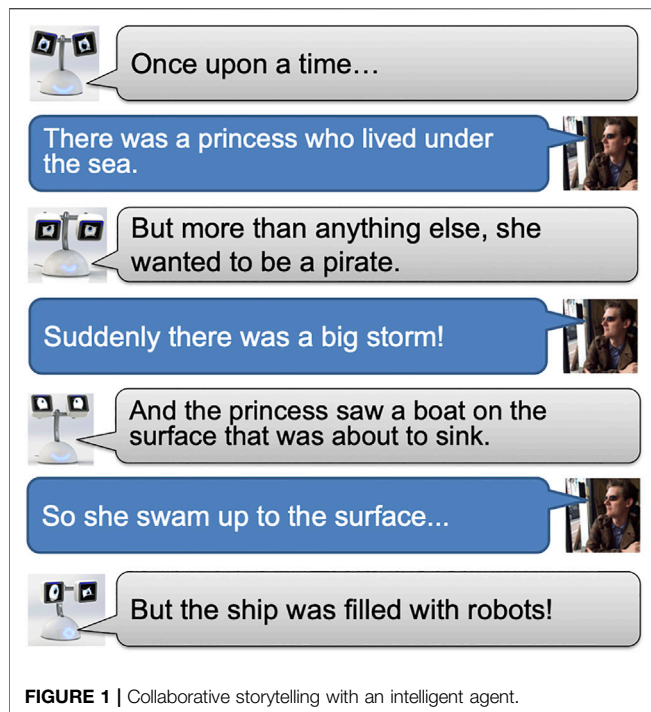 Once upon a time…
There was a princess who lived under
the sea.
But more than anything else, she
wanted to be a pirate.
Suddenly there was a big storm!
And the princess saw a boat on the
surface that was about to sink.
So she swam up to the surface...
But the ship was filled with robots!
FIGURE 1 | Collaborative storytelling with an intelligent agent.